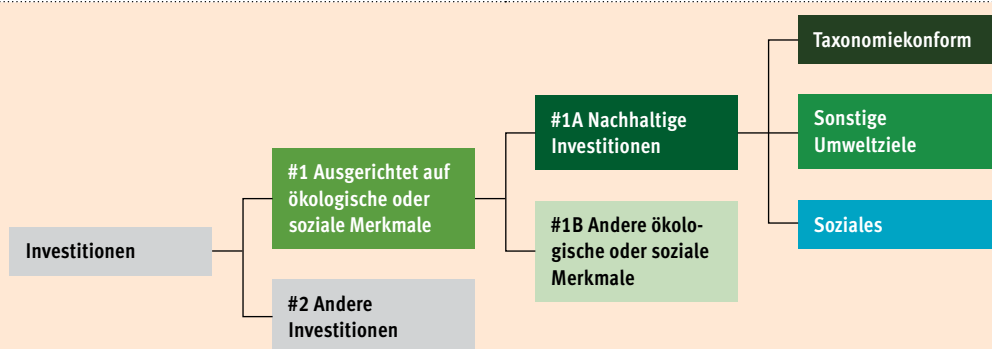 Investitionen
#1 Ausgerichtet auf
ökologische oder
soziale Merkmale
#2 Andere
Investitionen
#1A Nachhaltige
Investitionen
#1B Andere ökolo-
gische oder soziale
Merkmale
Taxonomiekonform
Sonstige
Umweltziele
Soziales